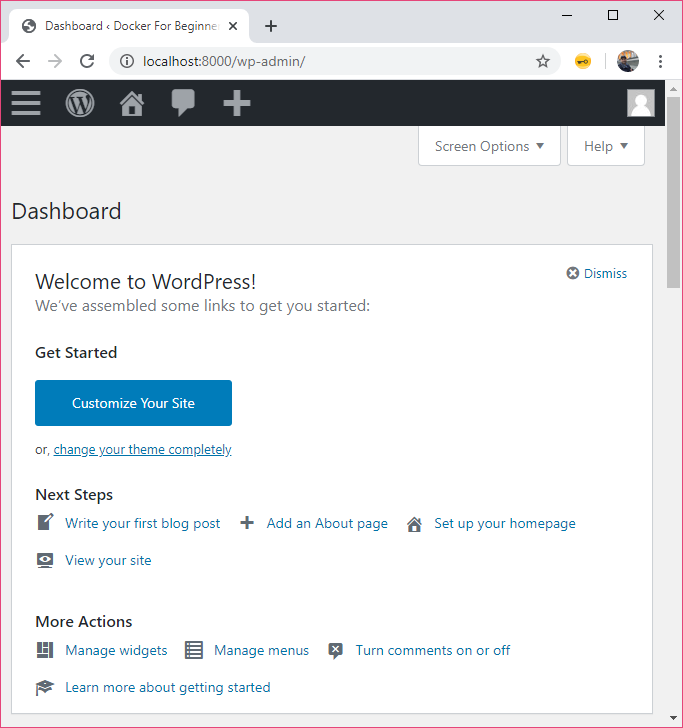 Dashboard ‹ Docker For Beginner
localhost:8000/wp-admin/
Screen Options Help
Dashboard
Welcome to WordPress! Dismiss
We've assembled some links to get you started:
Get Started
Customize Your Site
or, change your theme completely
Next Steps
Write your first blog post Add an About page Set up your homepage
View your site
More Actions
Manage widgets Manage menus Turn comments on or off
Learn more about getting started